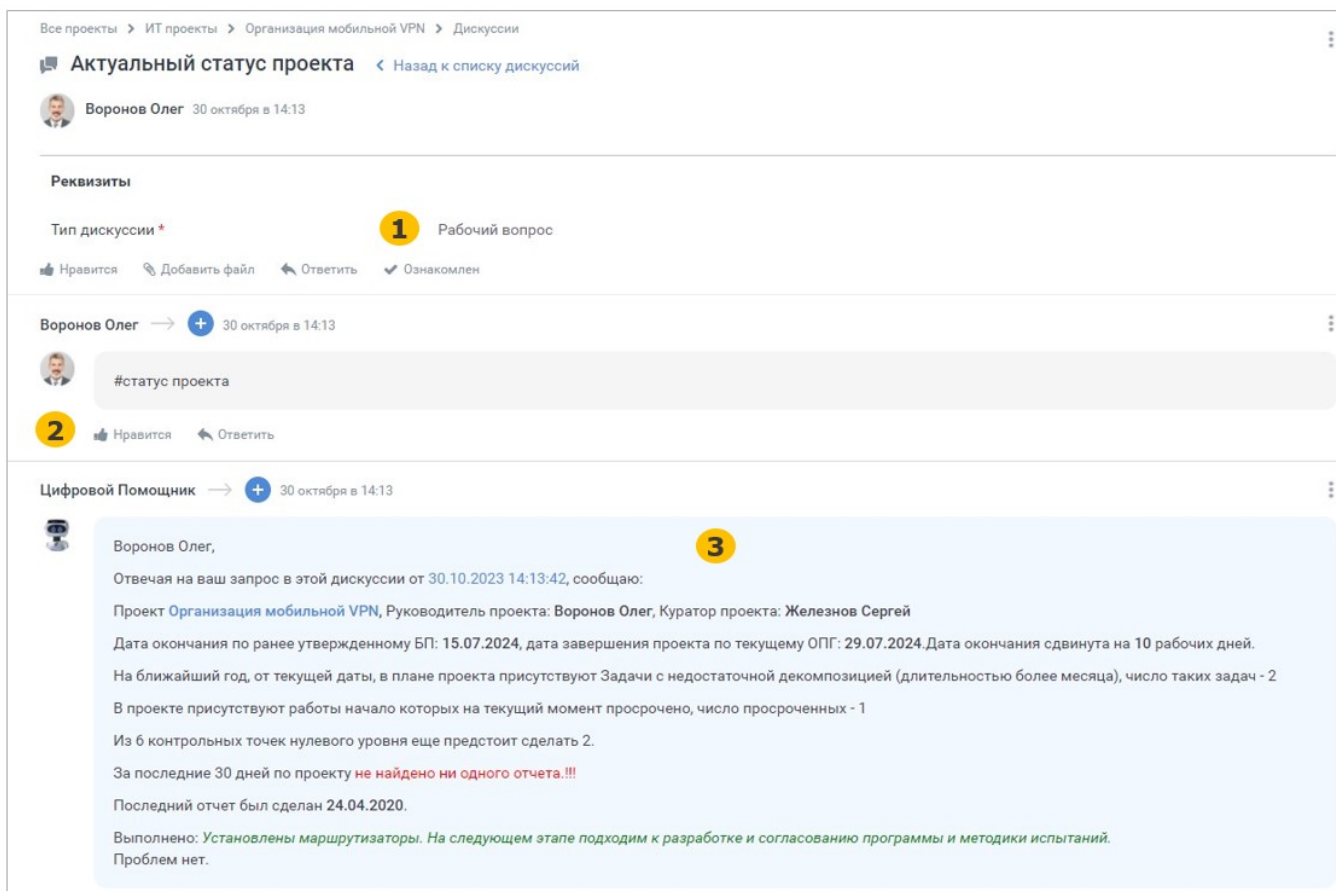 Все проекты > ИТ проекты > Организация мобильной VPN > Дискуссии
Актуальный статус проекта < Назад к списку дискуссий
Воронов Олег 30 октября в 14:13
Реквизиты
Тип дискуссии * 1 Рабочий вопрос
Нравится Добавить файл Ответить Ознакомлен
Воронов Олег → + 30 октября в 14:13
#статус проекта
2 Нравится Ответить
Цифровой Помощник → + 30 октября в 14:13
Воронов Олег, 3
Отвечая на ваш запрос в этой дискуссии от 30.10.2023 14:13:42, сообщаю:
Проект Организация мобильной VPN, Руководитель проекта: Воронов Олег, Куратор проекта: Железнов Сергей
Дата окончания по ранее утвержденному БП: 15.07.2024, дата завершения проекта по текущему ОПГ: 29.07.2024.Дата окончания сдвинута на 10 рабочих дней.
На ближайший год, от текущей даты, в плане проекта присутствуют Задачи с недостаточной декомпозицией (длительностью более месяца), число таких задач - 2
В проекте присутствуют работы начало которых на текущий момент просрочено, число просроченных - 1
Из 6 контрольных точек нулевого уровня еще предстоит сделать 2.
За последние 30 дней по проекту не найдено ни одного отчета.!!!
Последний отчет был сделан 24.04.2020.
Выполнено: Установлены маршрутизаторы. На следующем этапе подходим к разработке и согласованию программы и методики испытаний.
Проблем нет.